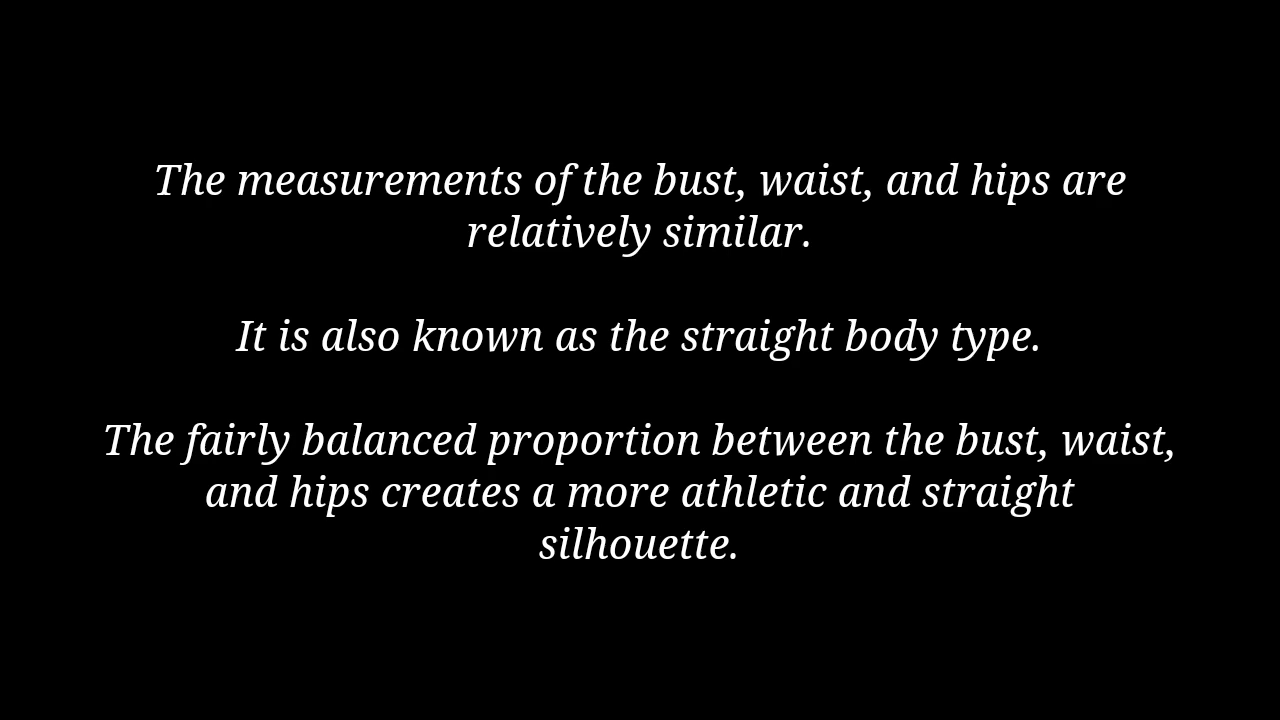 The measurements of the bust, waist, and hips are
relatively similar.
It is also known as the straight body type.
The fairly balanced proportion between the bust, waist,
and hips creates a more athletic and straight
silhouette.